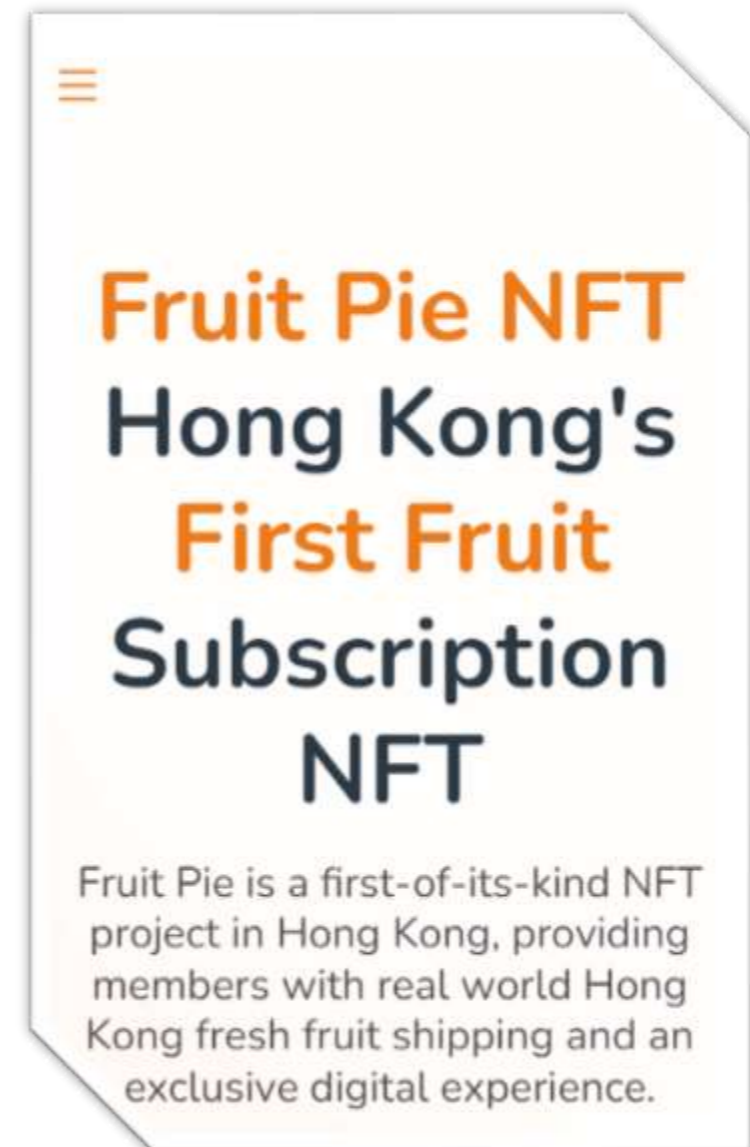 Fruit Pie NFT
Hong Kong's
First Fruit
Subscription
NFT
Fruit Pie is a first-of-its-kind NFT
project in Hong Kong, providing
members with real world Hong
Kong fresh fruit shipping and an
exclusive digital experience.